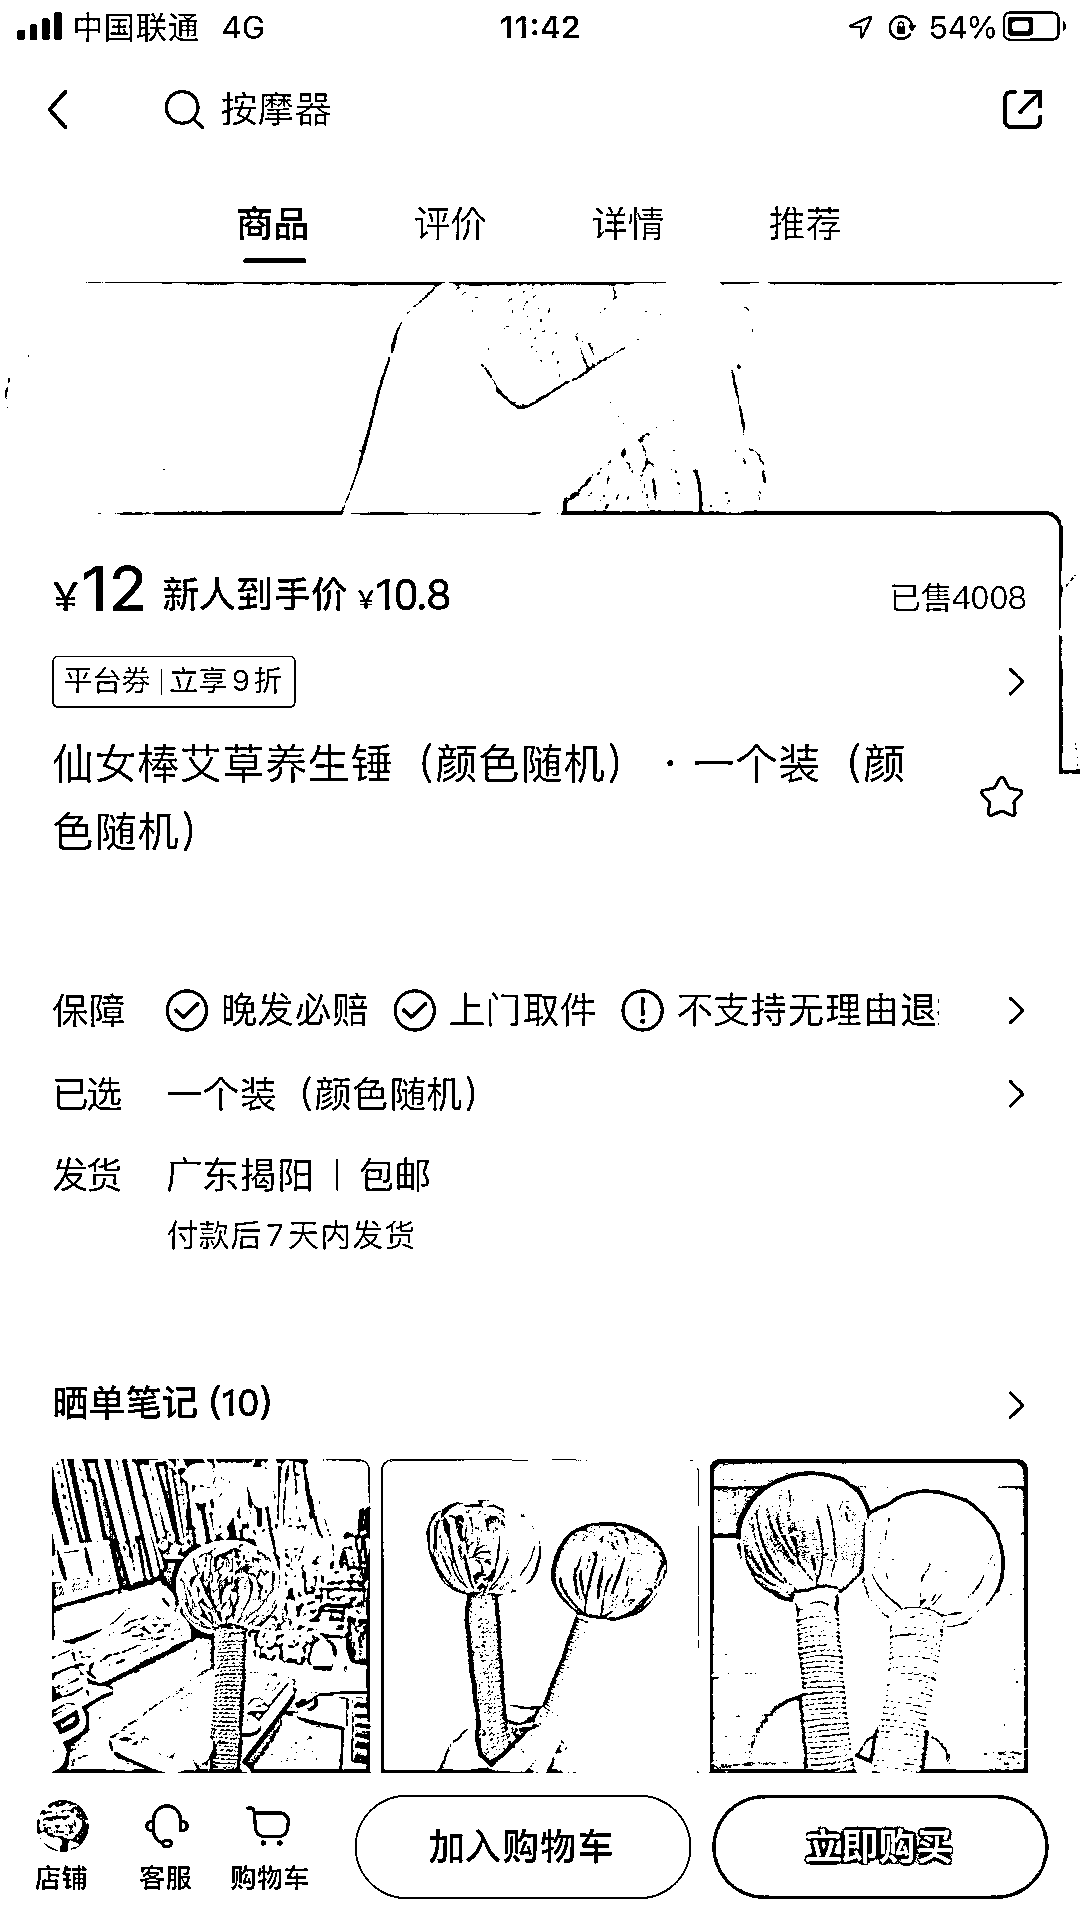 中国联通 4G 11:42 54%
按摩器
商品 评价 详情 推荐
¥12 新人到手价 ¥10.8 已售4008
平台券 | 立享9折
仙女棒艾草养生锤（颜色随机） · 一个装（颜
色随机）
保障 晚发必赔 上门取件 不支持无理由退
已选 一个装（颜色随机）
发货 广东揭阳 | 包邮
付款后7天内发货
晒单笔记 (10)
店铺 客服 购物车 加入购物车 立即购买